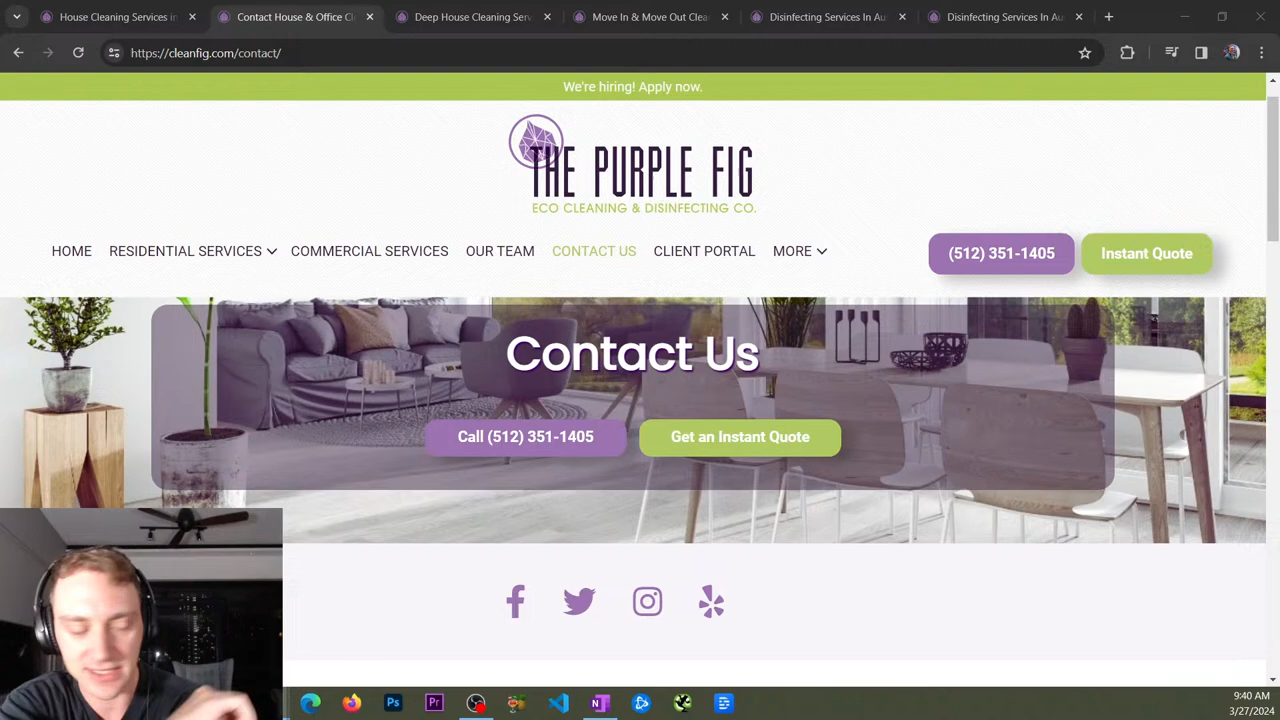 House Cleaning Services in
Contact House & Office Cl
Deep House Cleaning Serv
Move In & Move Out Clea
Disinfecting Services In Au
Disinfecting Services In Au
https://cleanfig.com/contact/
We're hiring! Apply now.
THE PURPLE FIG
ECO CLEANING & DISINFECTING CO.
HOME RESIDENTIAL SERVICES COMMERCIAL SERVICES OUR TEAM CONTACT US CLIENT PORTAL MORE
(512) 351-1405
Instant Quote
Contact Us
Call (512) 351-1405
Get an Instant Quote
Ps
Pr
N
9:40 AM
3/27/2024